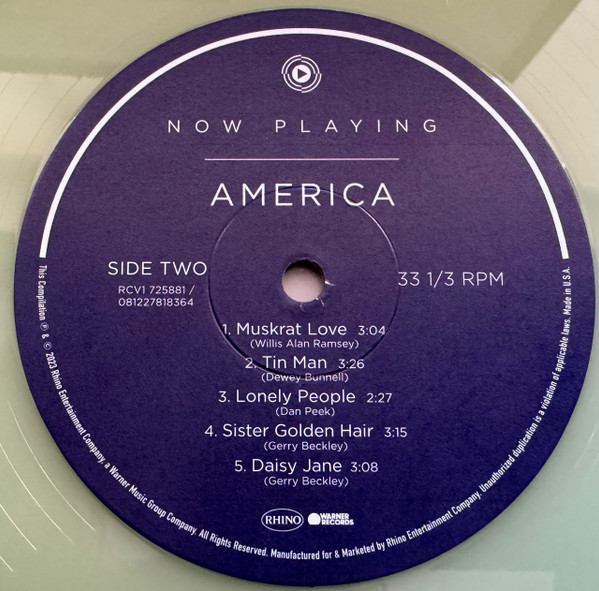 NOW PLAYING
AMERICA
SIDE TWO
RCV1 725881 /
081227818364
33 1/3 RPM
1. Muskrat Love 3:04
(Willis Alan Ramsey)
2. Tin Man 3:26
(Dewey Bunnell)
3. Lonely People 2:27
(Dan Peek)
4. Sister Golden Hair 3:15
(Gerry Beckley)
5. Daisy Jane 3:08
(Gerry Beckley)
RHINO
WARNER
RECORDS
This Compilation ℗ & © 2023 Rhino Entertainment Company, a Warner Music Group Company. All Rights Reserved. Manufactured for & Marketed by Rhino Entertainment Company. Unauthorized duplication is a violation of applicable laws. Made in U.S.A.